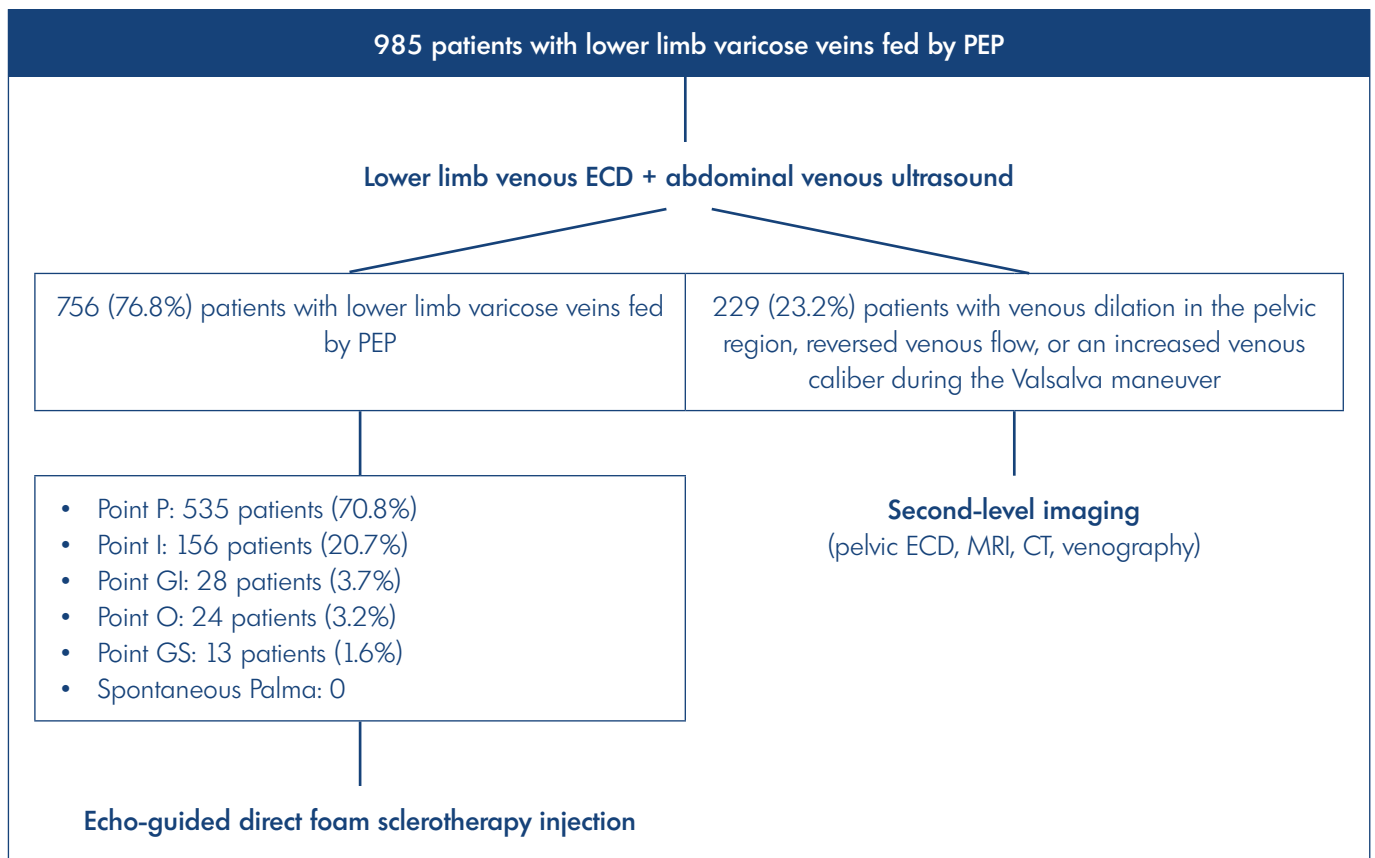 985 patients with lower limb varicose veins fed by PEP
Lower limb venous ECD + abdominal venous ultrasound
756 (76.8%) patients with lower limb varicose veins fed
by PEP
229 (23.2%) patients with venous dilation in the pelvic
region, reversed venous flow, or an increased venous
caliber during the Valsalva maneuver
• Point P: 535 patients (70.8%)
• Point I: 156 patients (20.7%)
• Point GI: 28 patients (3.7%)
• Point O: 24 patients (3.2%)
• Point GS: 13 patients (1.6%)
• Spontaneous Palma: 0
Second-level imaging
(pelvic ECD, MRI, CT, venography)
Echo-guided direct foam sclerotherapy injection